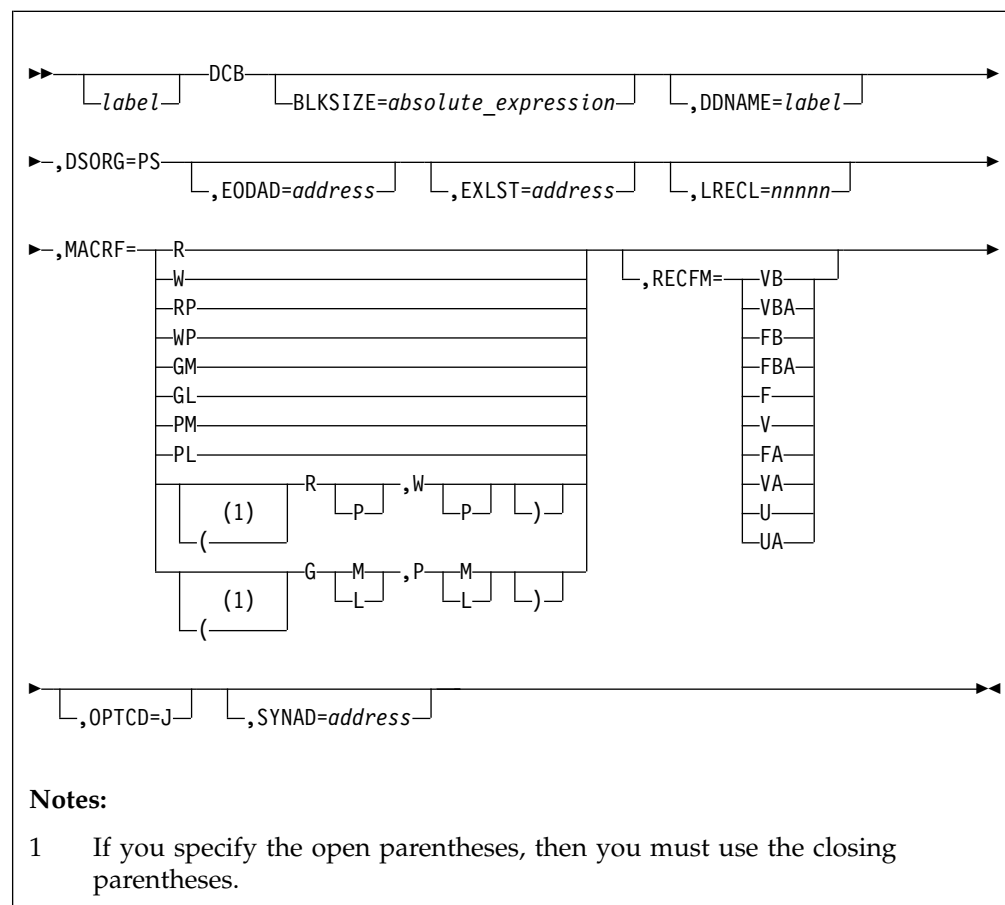 label DCB BLKSIZE=absolute_expression ,DDNAME=label
,DSORG=PS ,EODAD=address ,EXLST=address ,LRECL=nnnnn
,MACRF= R ,RECFM= VB
W VBA
RP FB
WP FBA
GM F
GL V
PM FA
PL VA
R ,W U
(1) P P ) UA
(
G M ,P M
(1) L L )
(
,OPTCD=J ,SYNAD=address
Notes:
1 If you specify the open parentheses, then you must use the closing
parentheses.